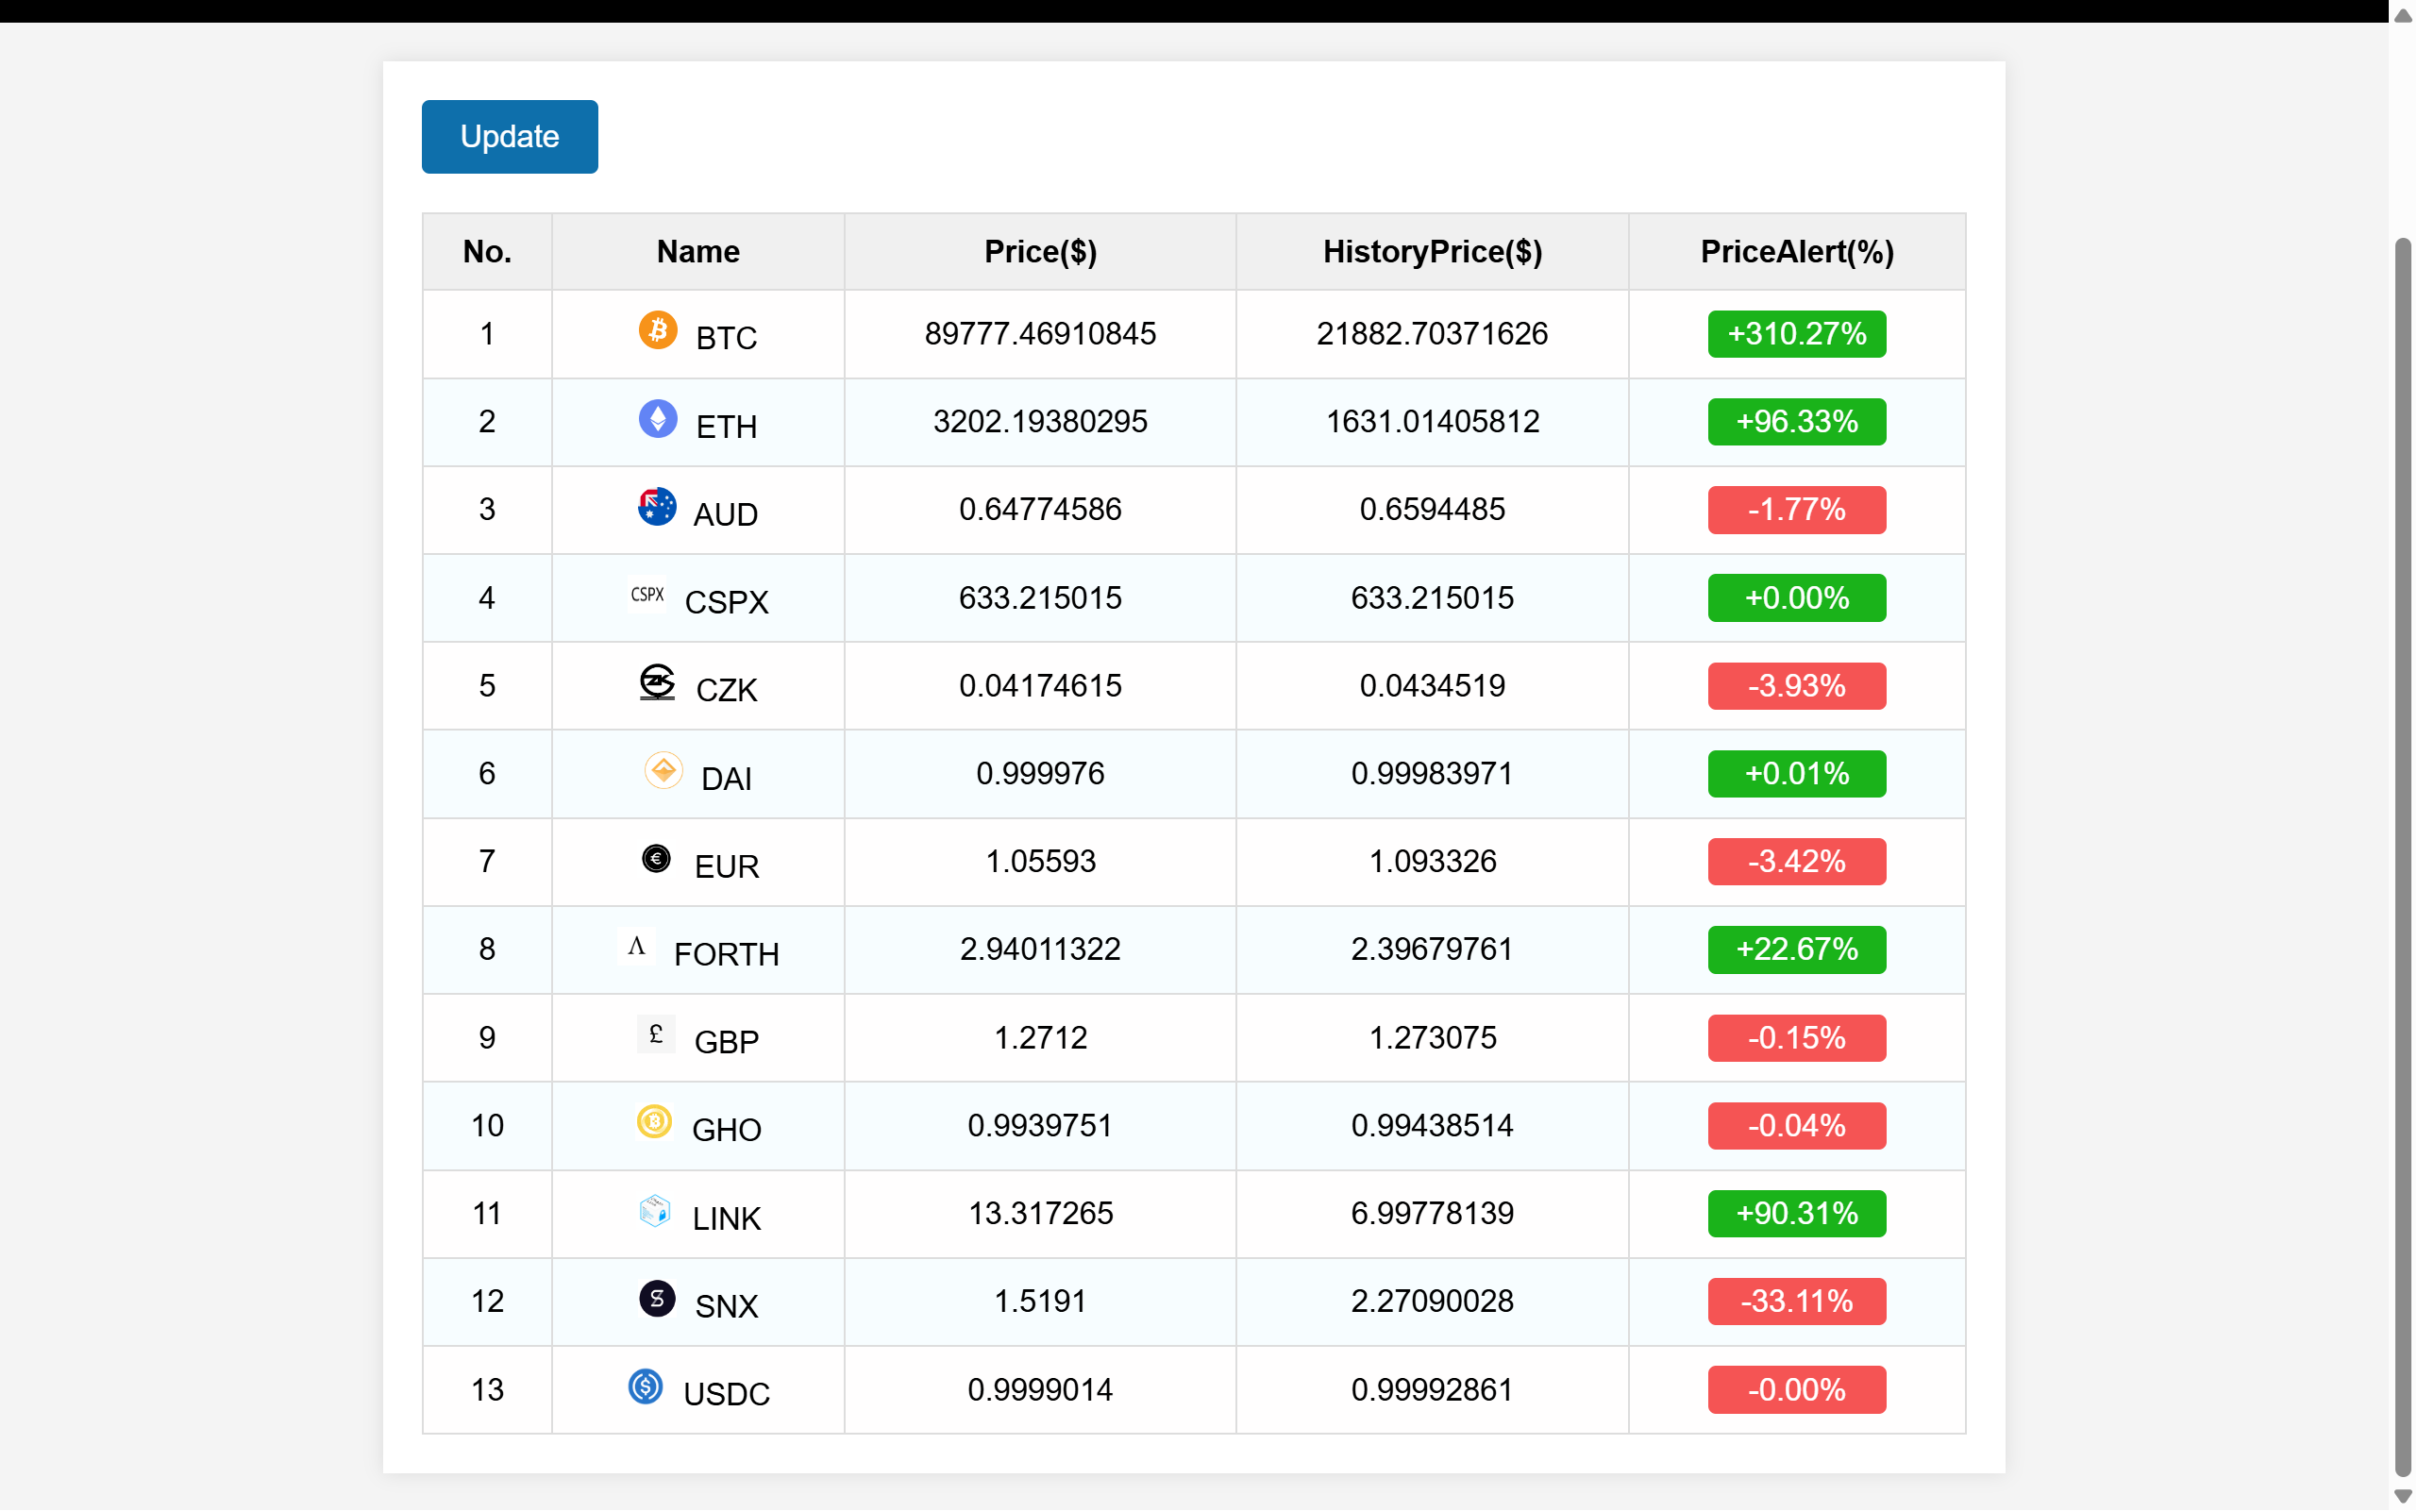 Update
No. Name Price($) HistoryPrice($) PriceAlert(%)
1 BTC 89777.46910845 21882.70371626 +310.27%
2 ETH 3202.19380295 1631.01405812 +96.33%
3 AUD 0.64774586 0.6594485 -1.77%
4 CSPX CSPX 633.215015 633.215015 +0.00%
5 ZK CZK 0.04174615 0.0434519 -3.93%
6 DAI 0.999976 0.99983971 +0.01%
7 € EUR 1.05593 1.093326 -3.42%
8 Λ FORTH 2.94011322 2.39679761 +22.67%
9 £ GBP 1.2712 1.273075 -0.15%
10 GHO 0.9939751 0.99438514 -0.04%
11 LINK 13.317265 6.99778139 +90.31%
12 S SNX 1.5191 2.27090028 -33.11%
13 $ USDC 0.9999014 0.99992861 -0.00%